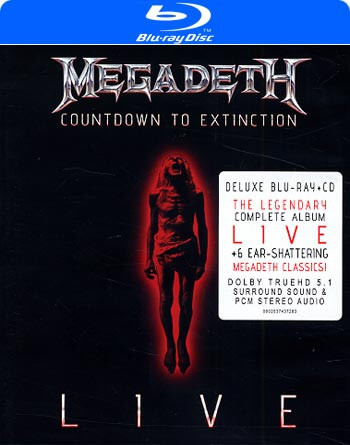 Blu-ray Disc
MEGADETH
COUNTDOWN TO EXTINCTION
DELUXE BLU-RAY+CD
THE LEGENDARY
COMPLETE ALBUM
LIVE
+6 EAR-SHATTERING
MEGADETH CLASSICS!
DOLBY TRUEHD 5.1
SURROUND SOUND &
PCM STEREO AUDIO
LIVE